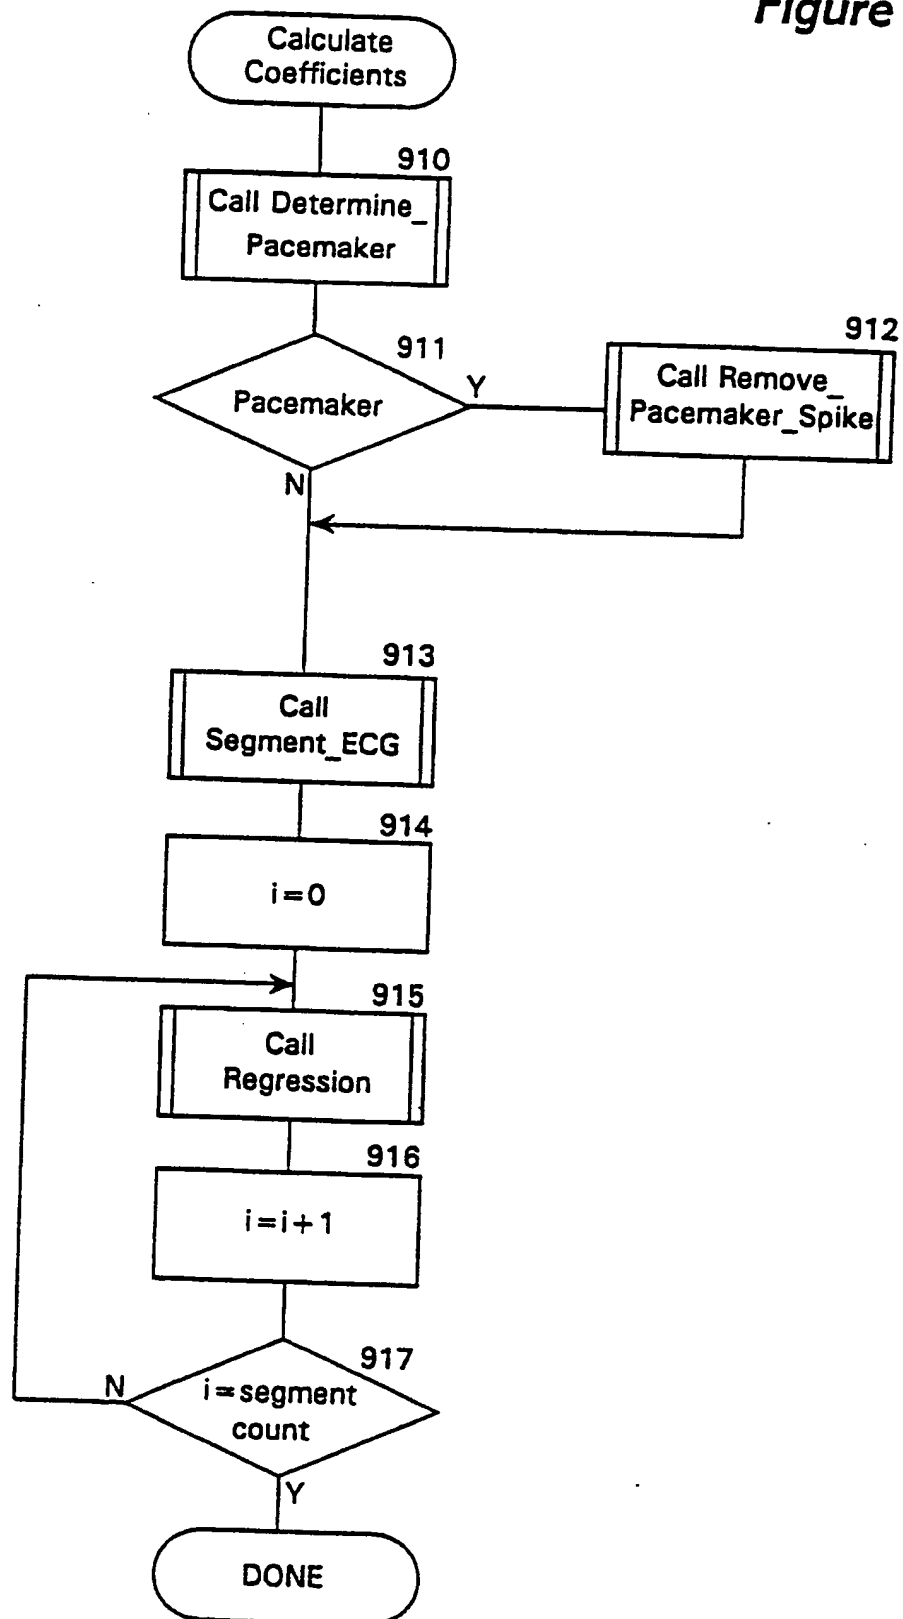 Figure
Calculate
Coefficients
910
Call Determine_
Pacemaker
911
Pacemaker
Y
N
912
Call Remove_
Pacemaker_Spike
913
Call
Segment_ECG
914
i=0
915
Call
Regression
916
i=i+1
917
i=segment
count
N
Y
DONE